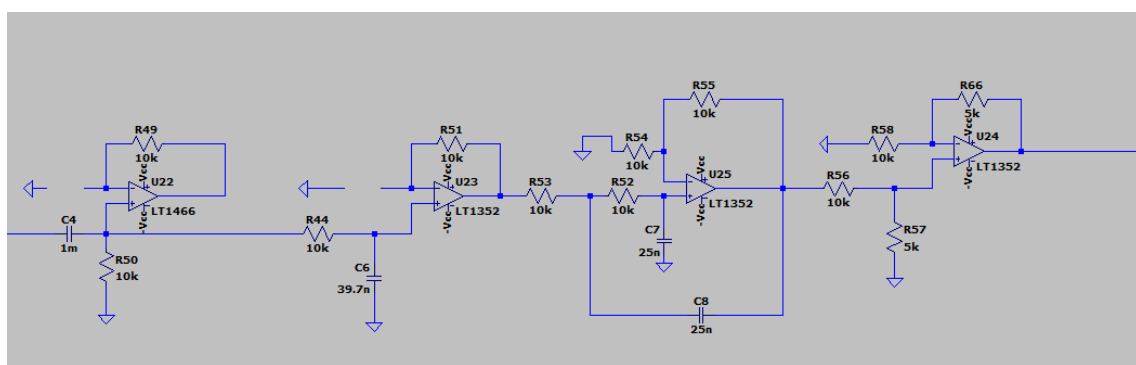 R49
10k
-Vcc
U22
LT1466
-Vcc
C4
1m
R50
10k
R44
10k
C6
39.7n
R51
10k
-Vcc
U23
LT1352
-Vcc
R53
10k
R52
10k
R54
10k
R55
10k
-Vcc
U25
LT1352
-Vcc
C7
25n
C8
25n
R56
10k
R57
5k
R58
10k
R66
5k
-Vcc
U24
LT1352
-Vcc